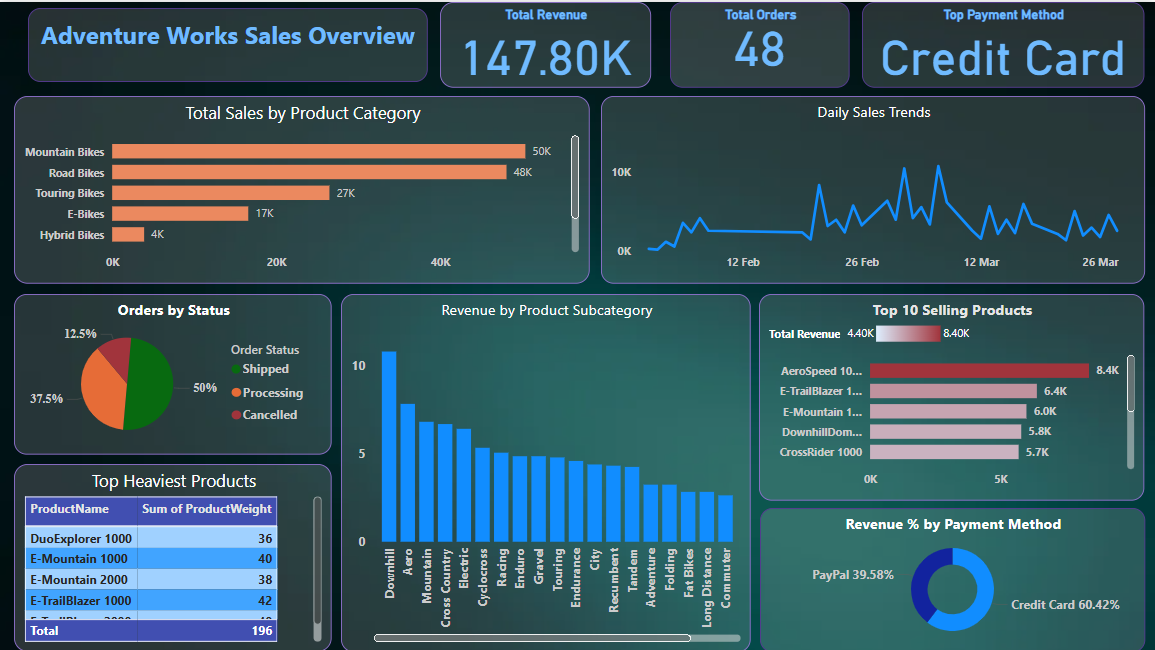 Adventure Works Sales Overview
Total Revenue
147.80K
Total Orders
48
Top Payment Method
Credit Card
Total Sales by Product Category
Mountain Bikes 50K
Road Bikes 48K
Touring Bikes 27K
E-Bikes 17K
Hybrid Bikes 4K
0K 20K 40K
Daily Sales Trends
10K
0K
12 Feb 26 Feb 12 Mar 26 Mar
Orders by Status
12.5%
37.5%
50%
Order Status
Shipped
Processing
Cancelled
Top Heaviest Products
ProductName Sum of ProductWeight
DuoExplorer 1000 36
E-Mountain 1000 40
E-Mountain 2000 38
E-TrailBlazer 1000 42
Total 196
Revenue by Product Subcategory
10
5
0
Downhill
Aero
Mountain
Cross Country
Electric
Cyclocross
Racing
Enduro
Gravel
Touring
Endurance
City
Recumbent
Tandem
Adventure
Folding
Fat Bikes
Long Distance
Commuter
Top 10 Selling Products
Total Revenue 4.40K 8.40K
AeroSpeed 10... 8.4K
E-TrailBlazer 1... 6.4K
E-Mountain 1... 6.0K
DownhillDom... 5.8K
CrossRider 1000 5.7K
0K 5K
Revenue % by Payment Method
PayPal 39.58%
Credit Card 60.42%